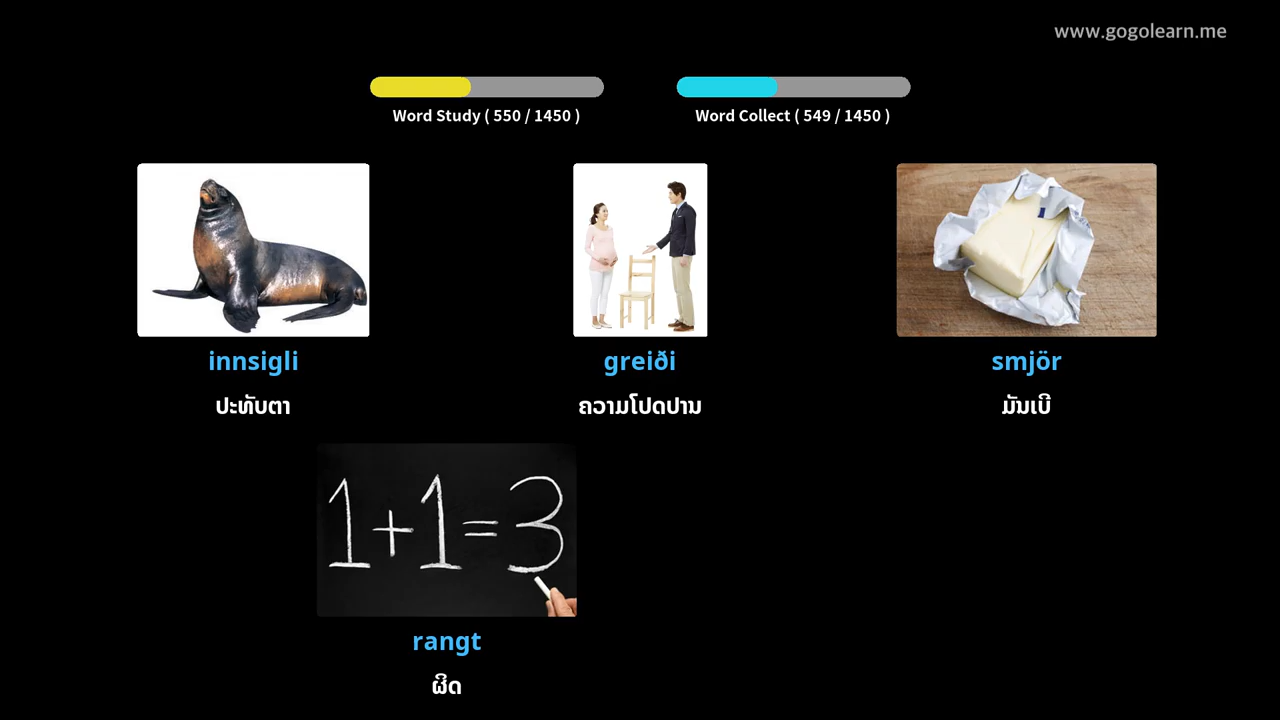 www.gogolearn.me
Word Study ( 550 / 1450 )
Word Collect ( 549 / 1450 )
innsigli
greiði
smjör
ປະທັບຕາ
ຄວາມໂປດປານ
ມັນເບີ
1+1=3
rangt
ຜິດ